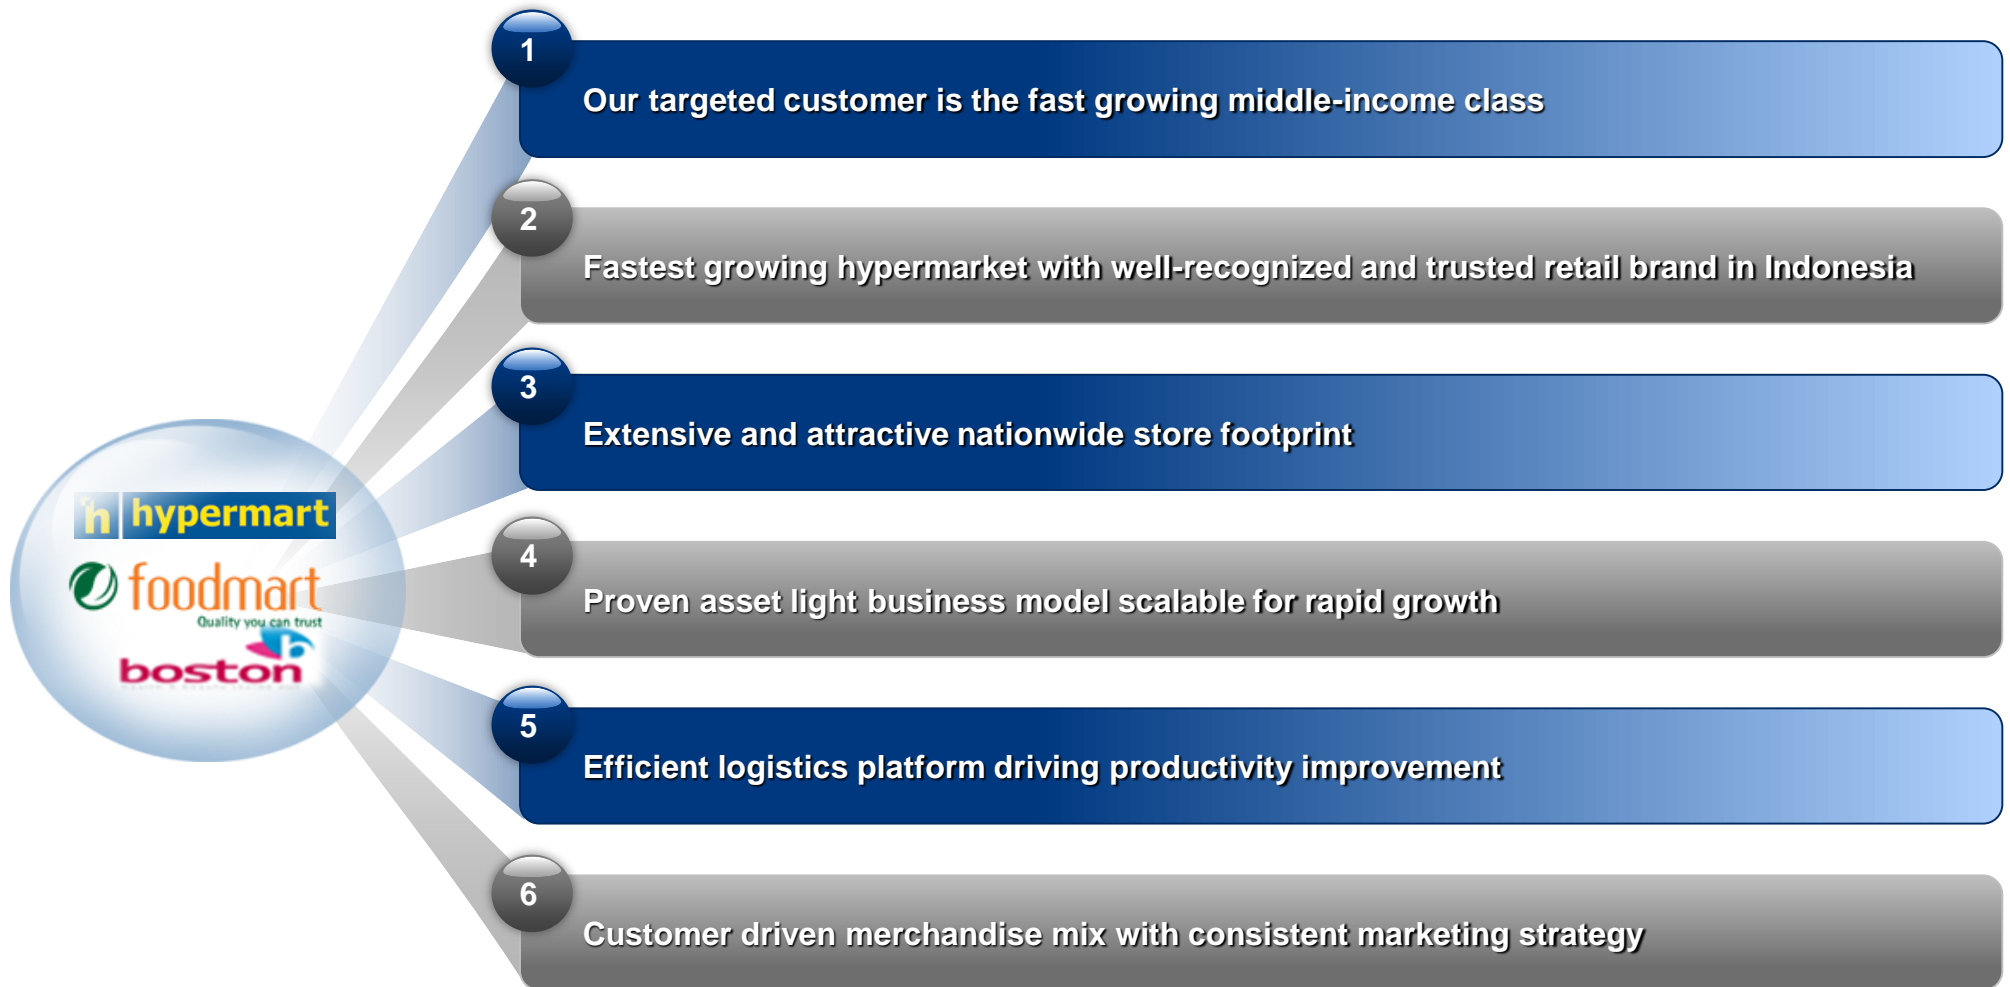 1
Our targeted customer is the fast growing middle-income class
2
Fastest growing hypermarket with well-recognized and trusted retail brand in Indonesia
3
Extensive and attractive nationwide store footprint
h hypermart
foodmart
Quality you can trust
b
boston
4
Proven asset light business model scalable for rapid growth
5
Efficient logistics platform driving productivity improvement
6
Customer driven merchandise mix with consistent marketing strategy